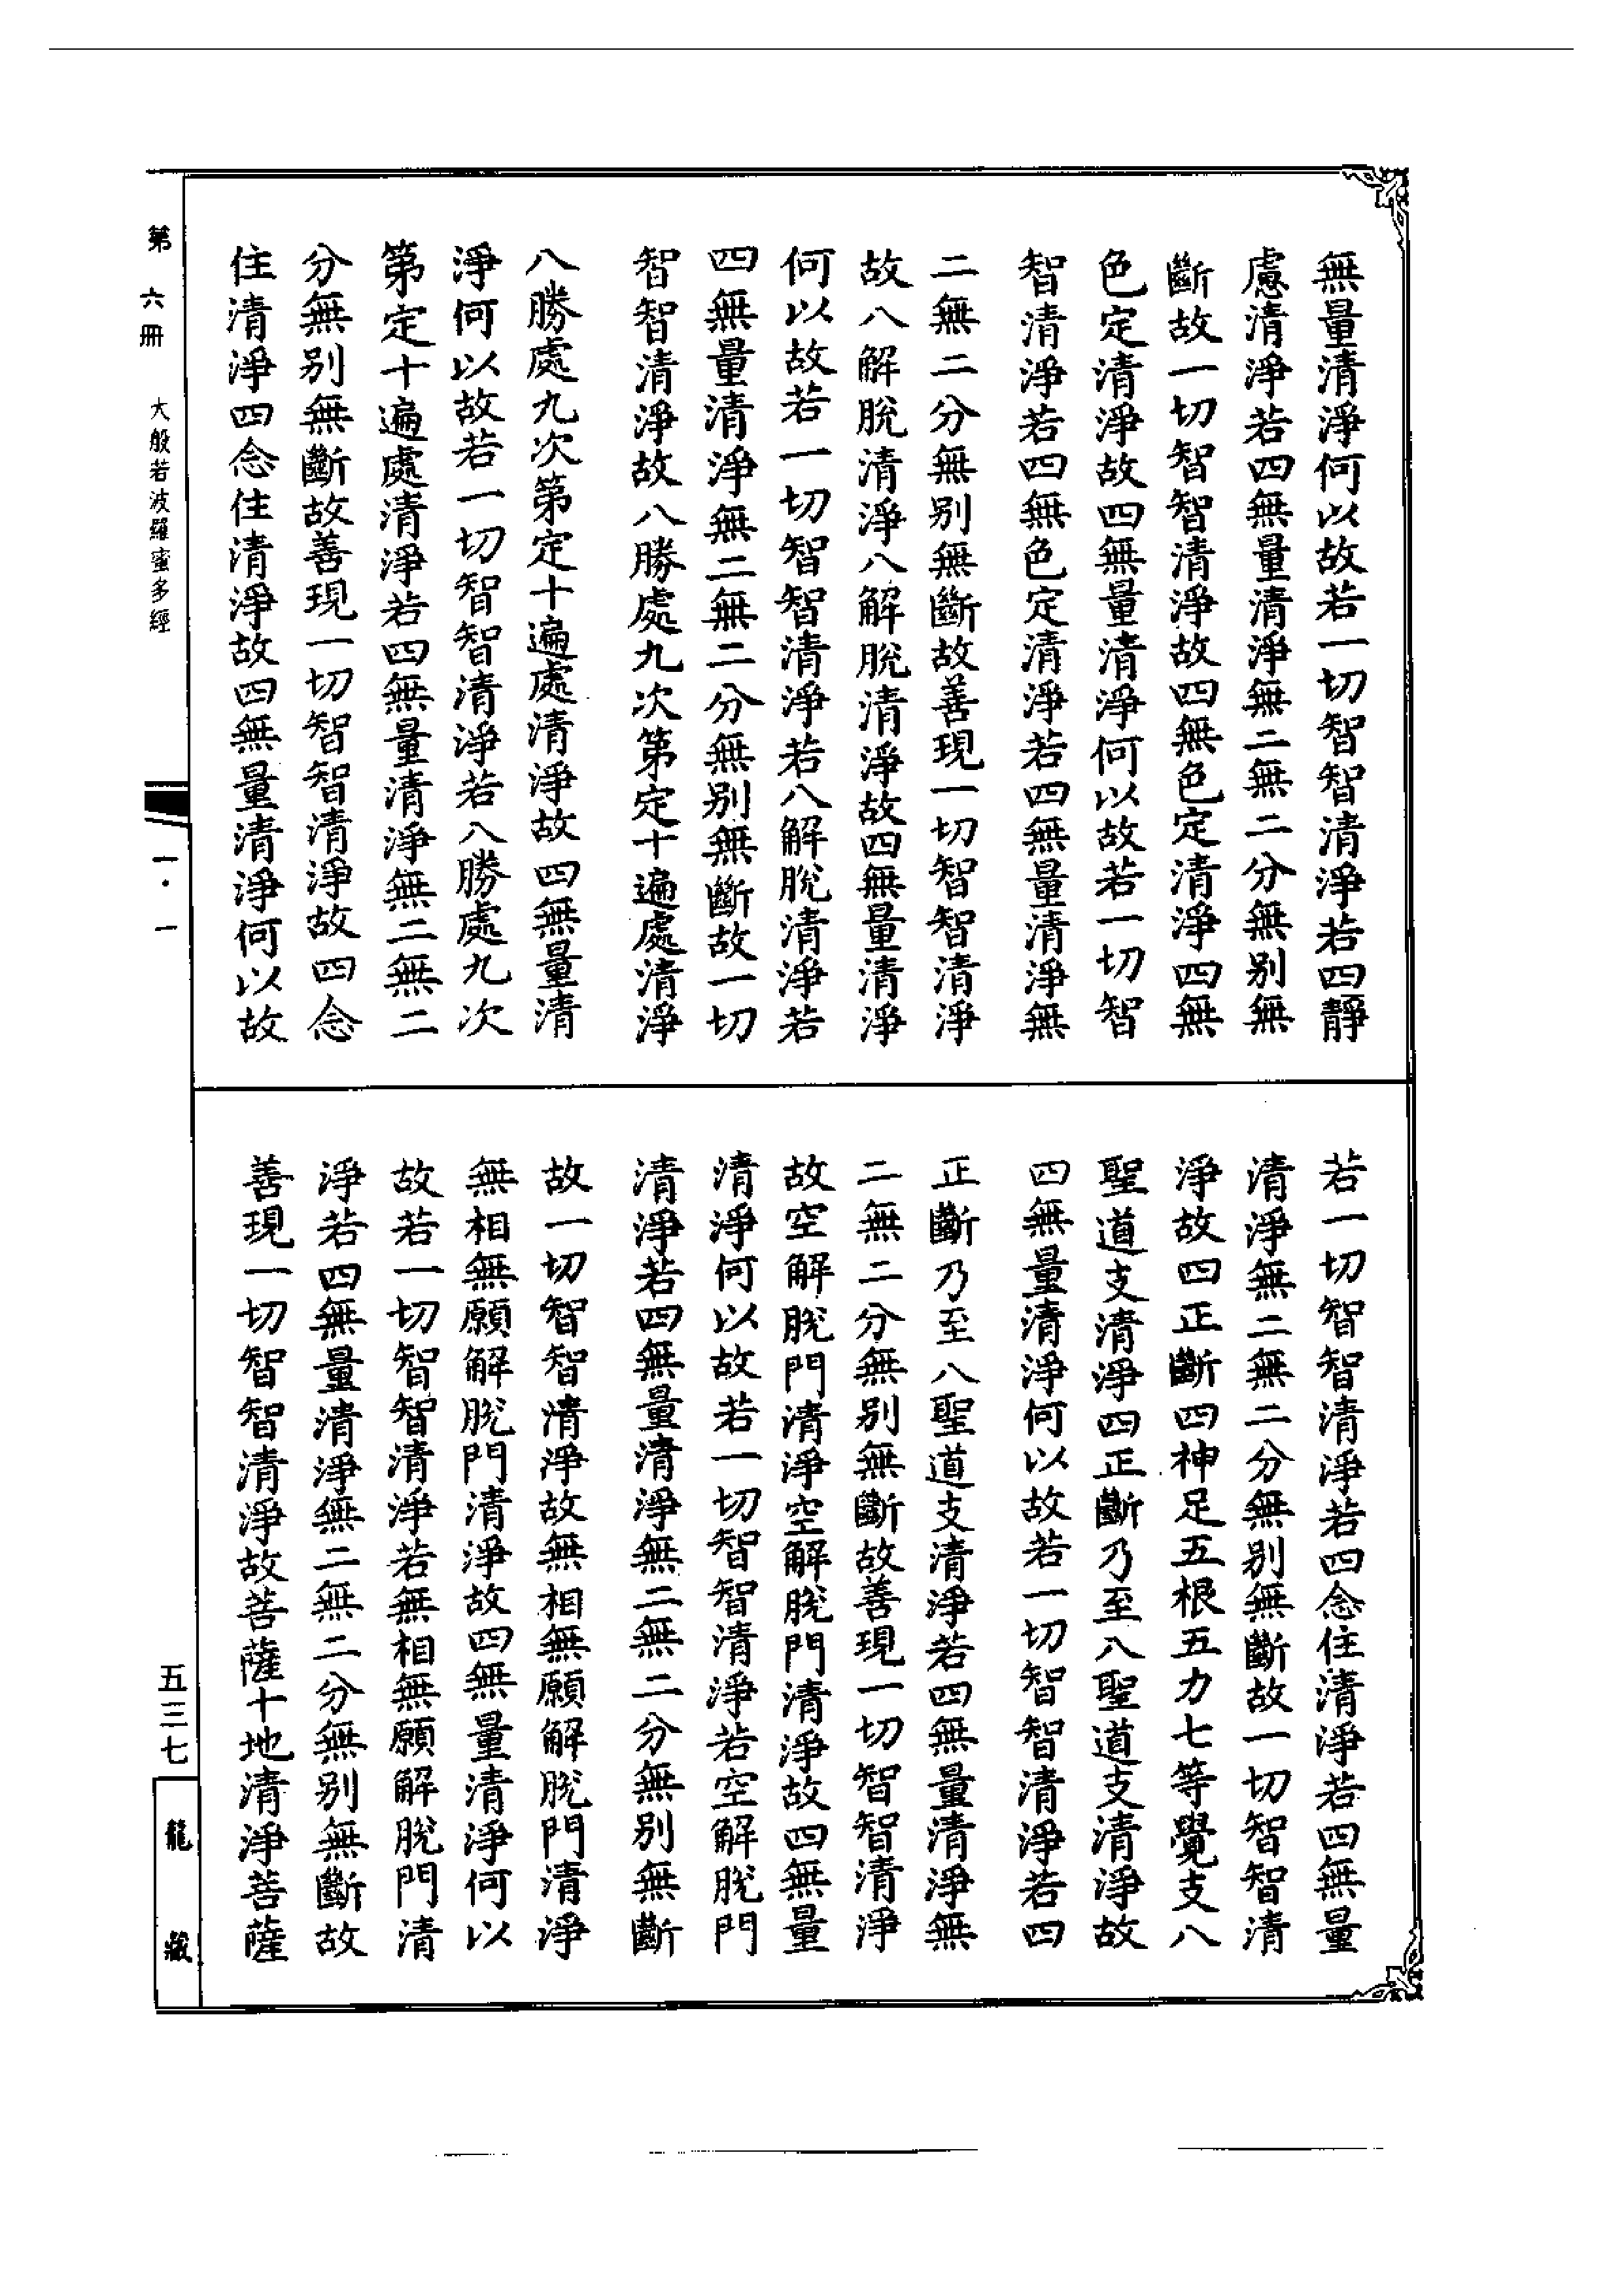 無量清淨何以故若一切智智清淨若四靜
慮清淨若四無量清淨無二無二分無别無
斷故一切智智清淨故四無色定清淨四無
色定清淨故四無量清淨何以故若一切智
智清淨若四無色定清淨若四無量清淨無
二無二分無别無斷故善現一切智智清淨
故八解脫清淨八解脫清淨故四無量清淨
何以故若一切智智清淨若八解脫清淨若
四無量清淨無二無二分無别無斷故一切
智智清淨故八勝處九次第定十遍處清淨
八勝處九次第定十遍處清淨故四無量清
淨何以故若一切智智清淨若八勝處九次
第定十遍處清淨若四無量清淨無二無二
分無别無斷故善現一切智智清淨故四念
住清淨四念住清淨故四無量清淨何以故
若一切智智清淨若四念住清淨若四無量
清淨無二無二分無别無斷故一切智智清
淨故四正斷四神足五根五力七等覺支八
聖道支清淨四正斷乃至八聖道支清淨故
四無量清淨何以故若一切智智清淨若四
正斷乃至八聖道支清淨若四無量清淨無
二無二分無别無斷故善現一切智智清淨
故空解脫門清淨空解脫門清淨故四無量
清淨何以故若一切智智清淨若空解脫門
清淨若四無量清淨無二無二分無别無斷
故一切智智清淨故無相無願解脫門清淨
無相無願解脫門清淨故四無量清淨何以
故若一切智智清淨若無相無願解脫門清
淨若四無量清淨無二無二分無别無斷故
善現一切智智清淨故菩薩十地清淨菩薩
第六冊 大般若波羅蜜多經
一·一
五三七
龍藏